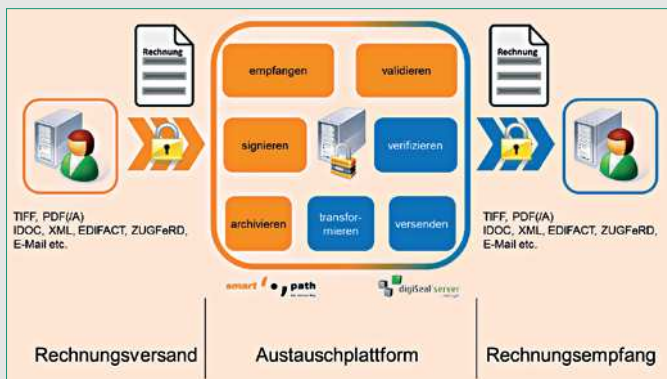 Rechnung
TIFF, PDF(/A)
IDOC, XML, EDIFACT, ZUGFeRD,
E-Mail etc.
empfangen
validieren
signieren
verifizieren
archivieren
transfor-
mieren
versenden
smart path
digiSeal server
Rechnung
TIFF, PDF(/A)
IDOC, XML, EDIFACT, ZUGFeRD,
E-Mail etc.
Rechnungsversand
Austauschplattform
Rechnungsempfang